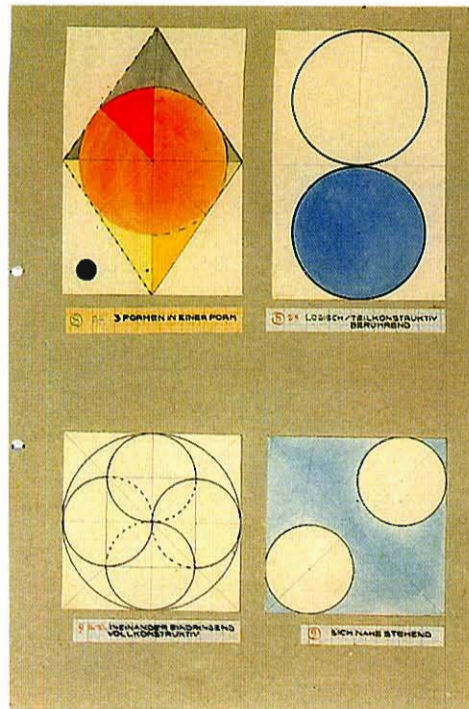 3 FORMEN IN EINER FORM
LOGISCH/TEILKONSTRUKTIV
BERÜHREND
INEINANDER EINDRINGEND
VOLLKONSTRUKTIV
SICH NAHE STEHEND